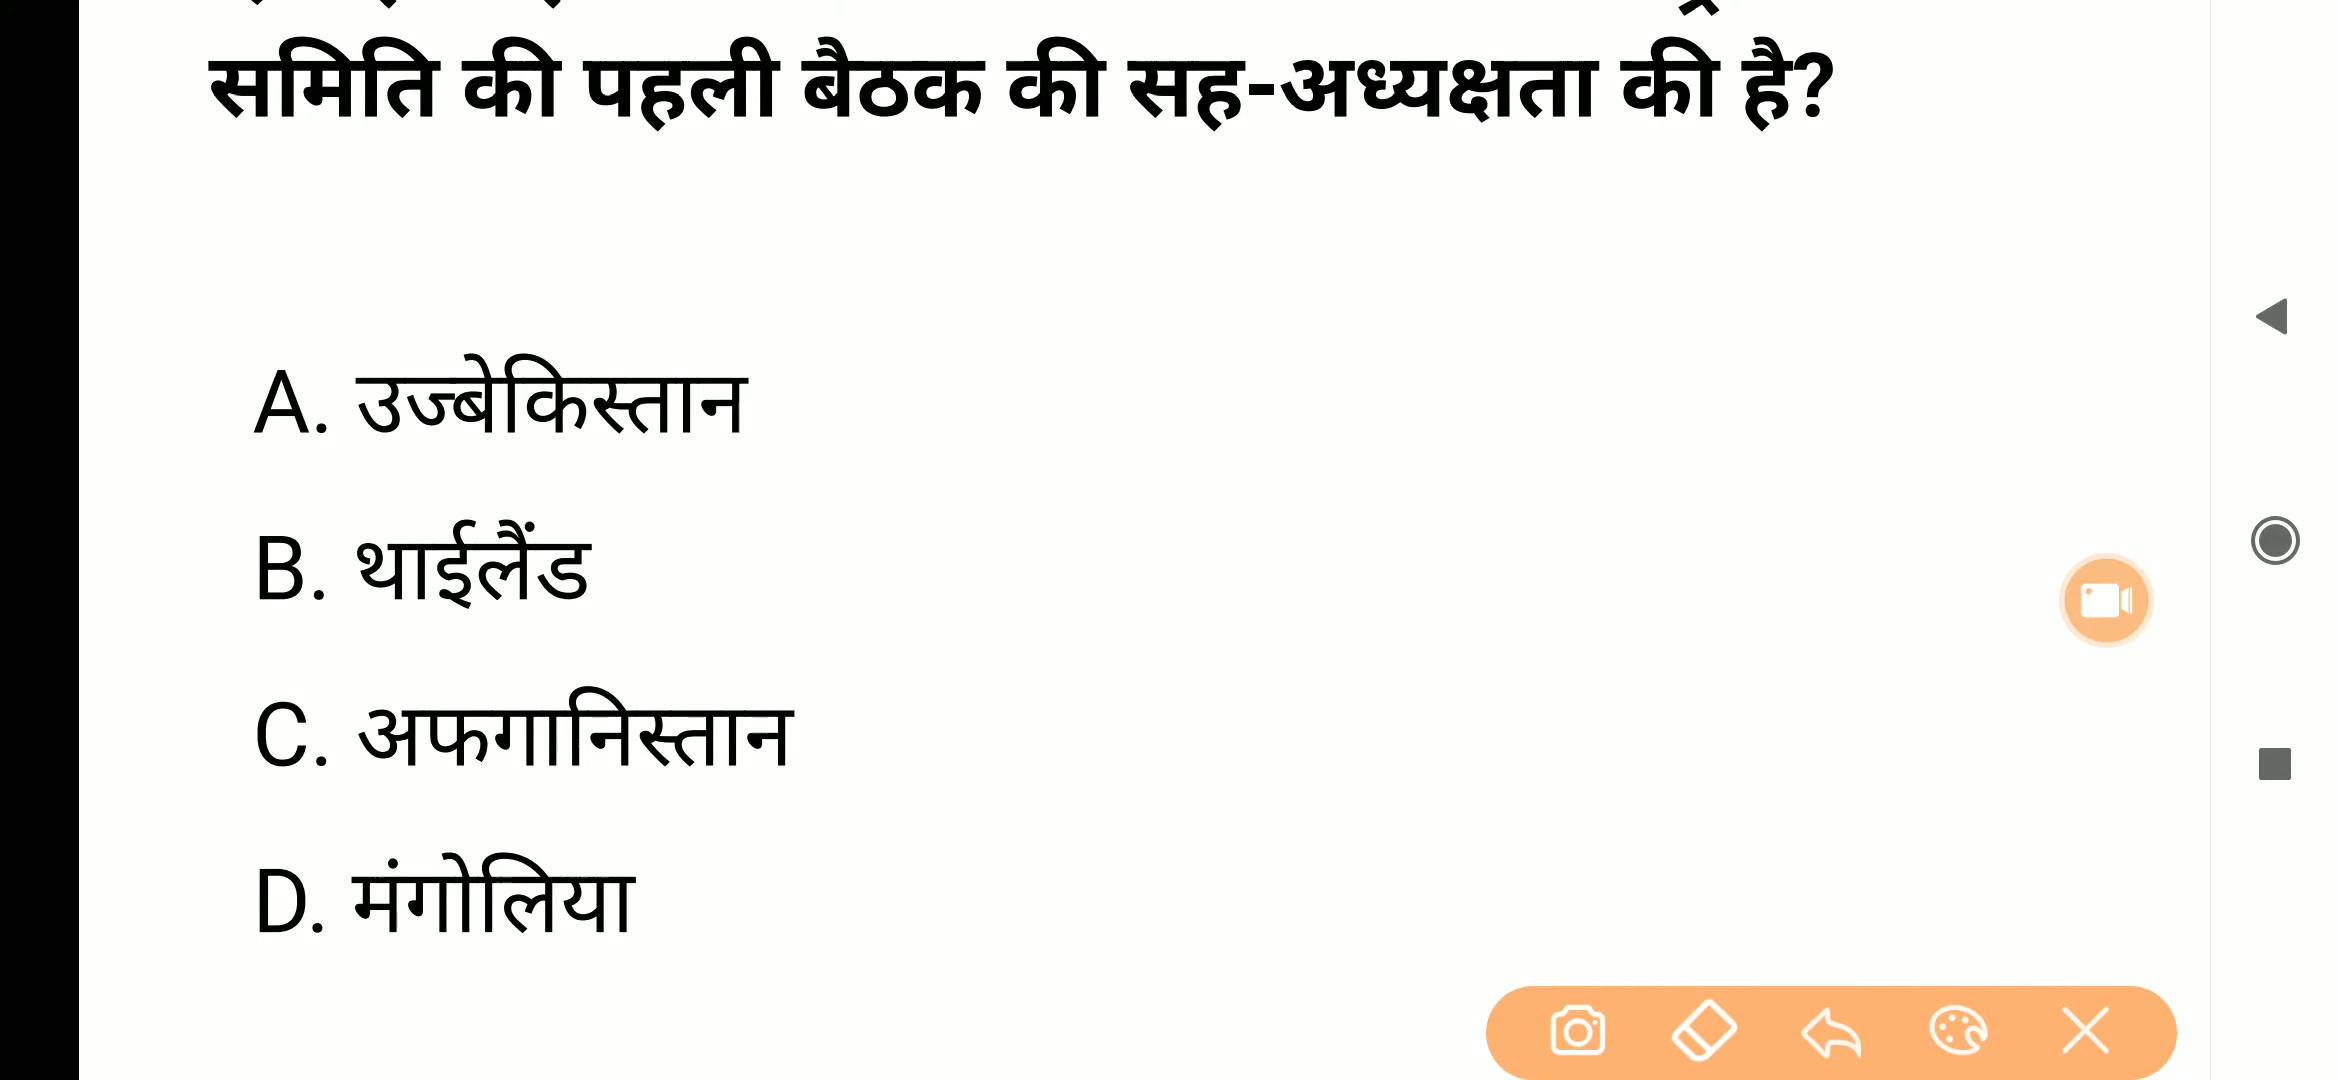 समिति की पहली बैठक की सह-अध्यक्षता की है?
A. उज्बेकिस्तान
B. थाईलैंड
C. अफगानिस्तान
D. मंगोलिया